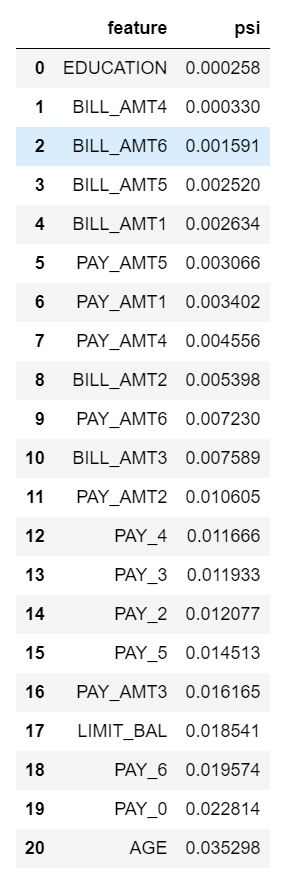 feature psi
0 EDUCATION 0.000258
1 BILL_AMT4 0.000330
2 BILL_AMT6 0.001591
3 BILL_AMT5 0.002520
4 BILL_AMT1 0.002634
5 PAY_AMT5 0.003066
6 PAY_AMT1 0.003402
7 PAY_AMT4 0.004556
8 BILL_AMT2 0.005398
9 PAY_AMT6 0.007230
10 BILL_AMT3 0.007589
11 PAY_AMT2 0.010605
12 PAY_4 0.011666
13 PAY_3 0.011933
14 PAY_2 0.012077
15 PAY_5 0.014513
16 PAY_AMT3 0.016165
17 LIMIT_BAL 0.018541
18 PAY_6 0.019574
19 PAY_0 0.022814
20 AGE 0.035298